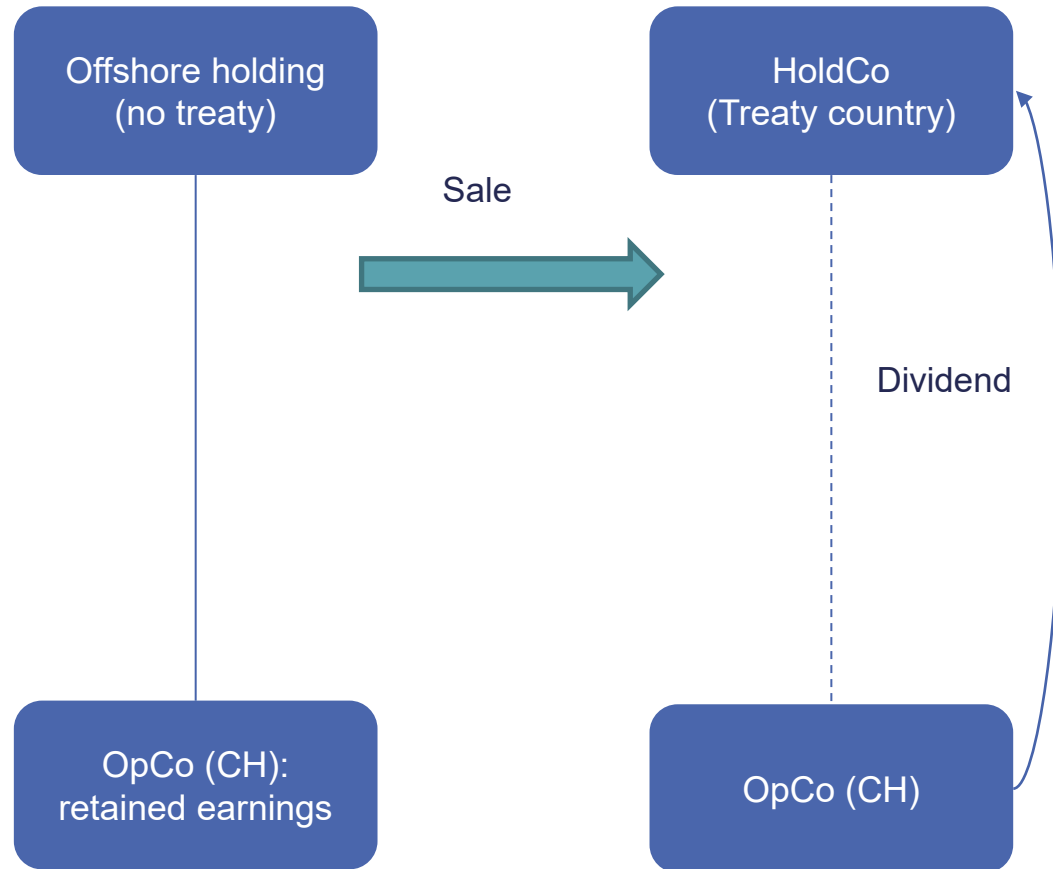 Offshore holding
(no treaty)
HoldCo
(Treaty country)
Sale
Dividend
OpCo (CH):
retained earnings
OpCo (CH)